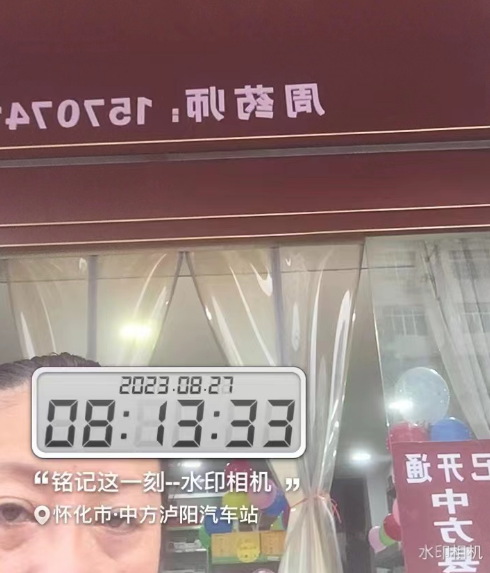 周药师：157074
2023.08.27
08:13:33
“铭记这一刻--水印相机”
怀化市·中方泸阳汽车站
已开通
中方
水印相机